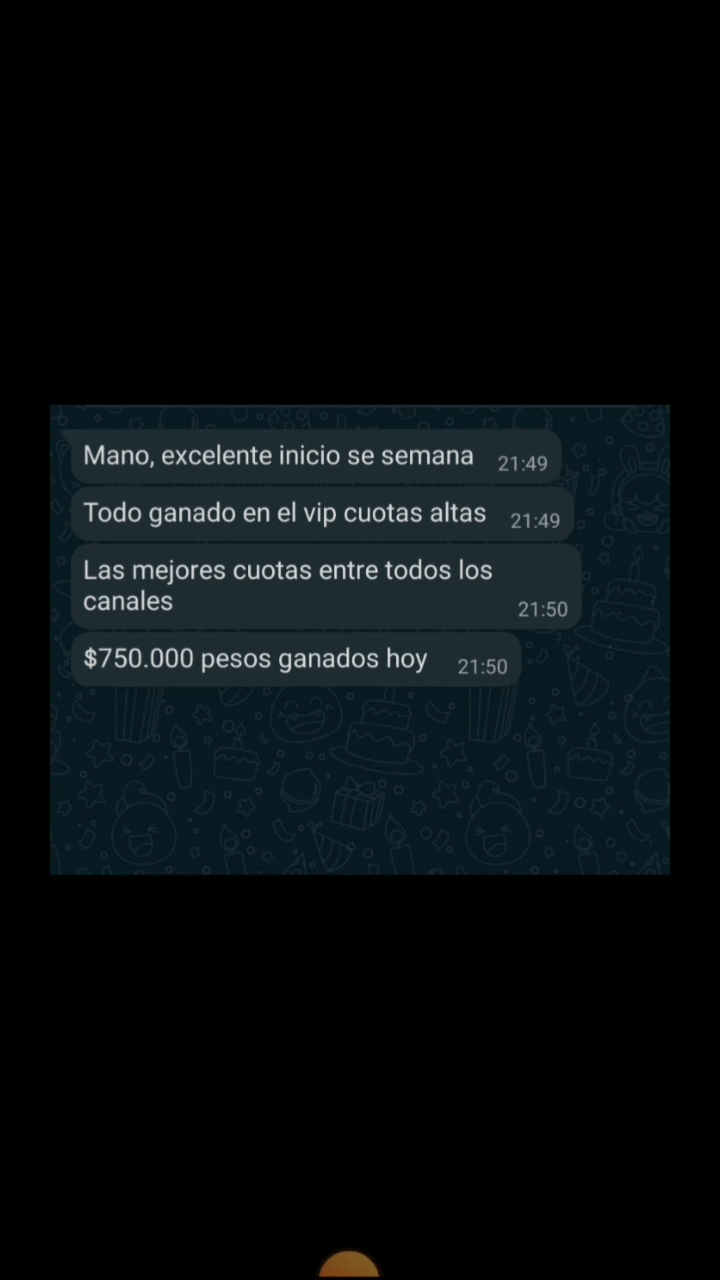 Mano, excelente inicio se semana 21:49
Todo ganado en el vip cuotas altas 21:49
Las mejores cuotas entre todos los
canales 21:50
$750.000 pesos ganados hoy 21:50